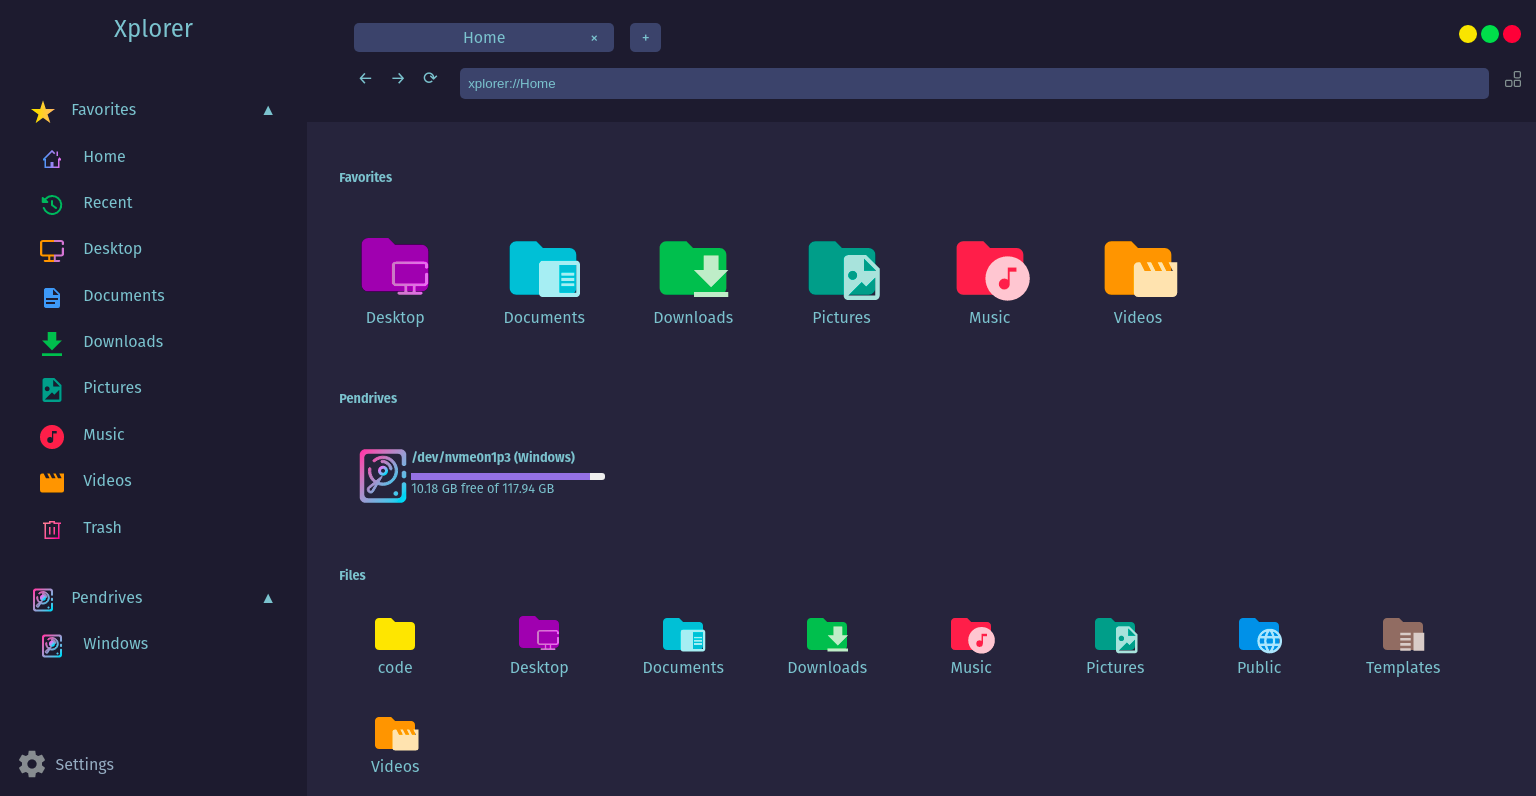 Xplorer
Favorites ▲
Home
Recent
Desktop
Documents
Downloads
Pictures
Music
Videos
Trash
Pendrives ▲
Windows
Settings
Home × +
xplorer://Home
Favorites
Desktop Documents Downloads Pictures Music Videos
Pendrives
/dev/nvme0n1p3 (Windows)
10.18 GB free of 117.94 GB
Files
code Desktop Documents Downloads Music Pictures Public Templates
Videos